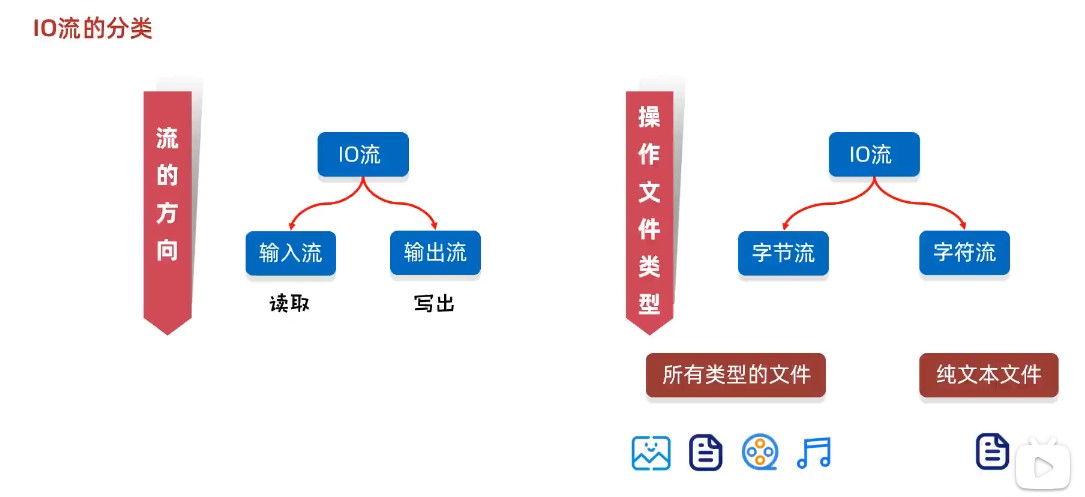 IO流的分类
流的方向
IO流
输入流
输出流
读取
写出
操作文件类型
IO流
字节流
字符流
所有类型的文件
纯文本文件